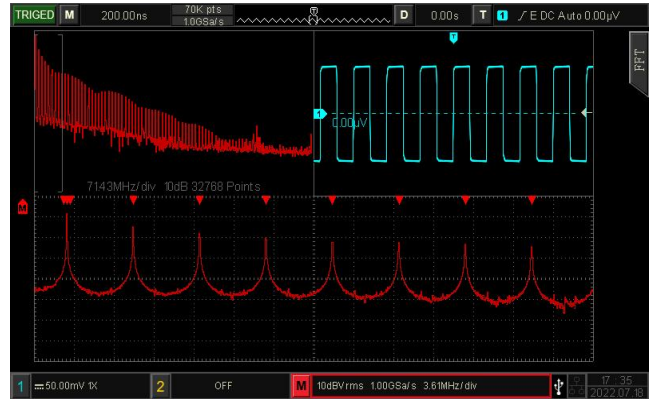 TRIGED M 200.00ns 70K pts D 0.00s T 1 E DC Auto 0.00µV
1.0GSa/s
T
T
FFT
1
0.00µV
71.43MHz/div 10dB 32768 Points
M
1 50.00mV 1X 2 OFF M 10dBVrms 1.00GSa/s 3.61MHz/div 17:35
2022.07.18